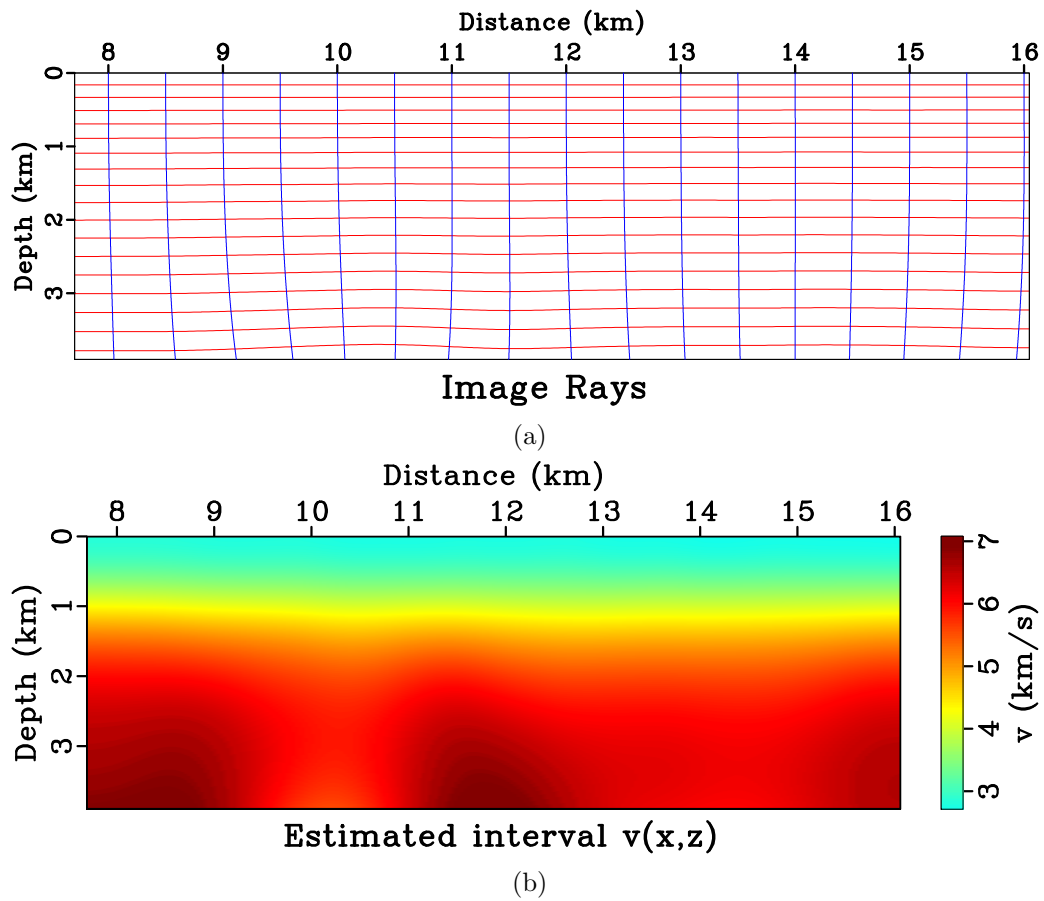 Distance (km)
8 9 10 11 12 13 14 15 16
Depth (km)
0
1
2
3
Image Rays
(a)
Distance (km)
8 9 10 11 12 13 14 15 16
Depth (km)
0
1
2
3
7
6
5
4
3
v (km/s)
Estimated interval v(x,z)
(b)